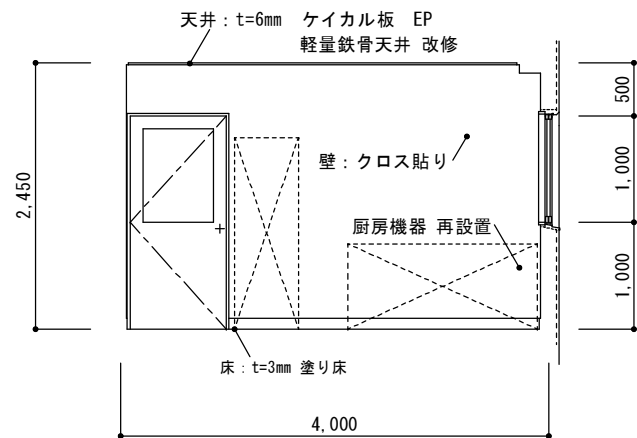 天井：t=6mm ケイカル板 EP
軽量鉄骨天井 改修
500
1,000
壁：クロス貼り
2,450
厨房機器 再設置
1,000
床：t=3mm 塗り床
4,000